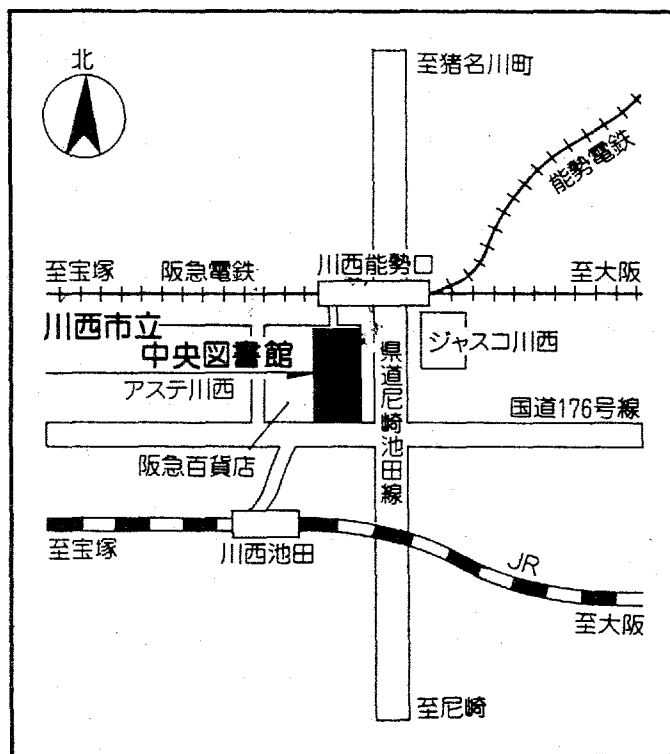 北
至猪名川町
能勢電鉄
至宝塚
阪急電鉄
川西能勢口
至大阪
川西市立
中央図書館
アステ川西
ジャスコ川西
県道尼崎池田線
国道176号線
阪急百貨店
至宝塚
川西池田
JR
至大阪
至尼崎